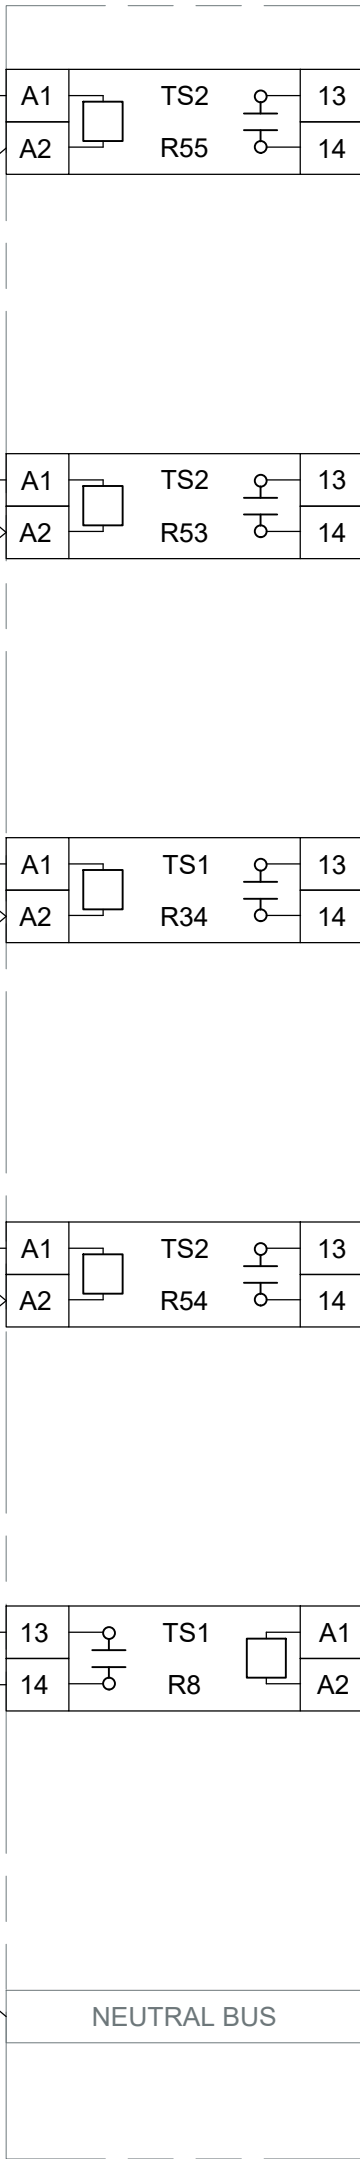 A1 TS2 13
A2 R55 14
A1 TS2 13
A2 R53 14
A1 TS1 13
A2 R34 14
A1 TS2 13
A2 R54 14
13 TS1 A1
14 R8 A2
NEUTRAL BUS